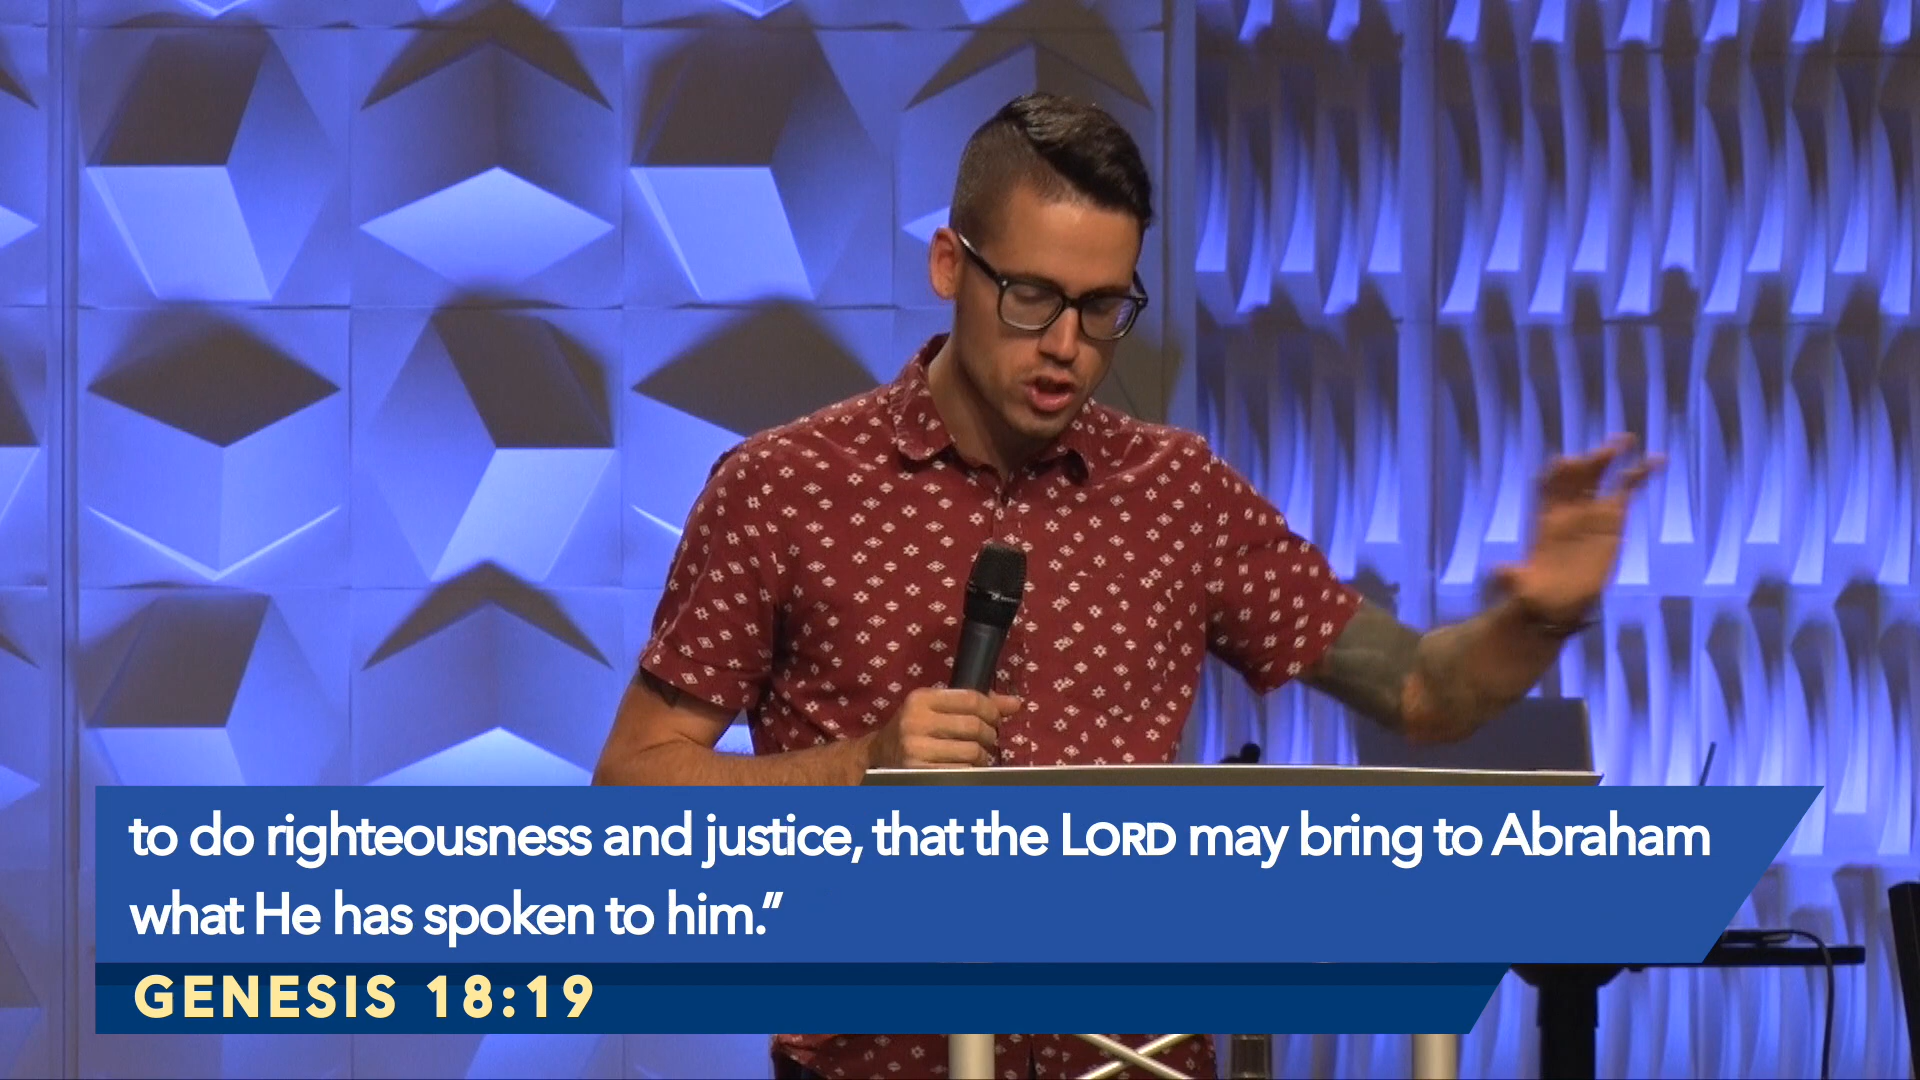 to do righteousness and justice, that the LORD may bring to Abraham
what He has spoken to him.”
GENESIS 18:19